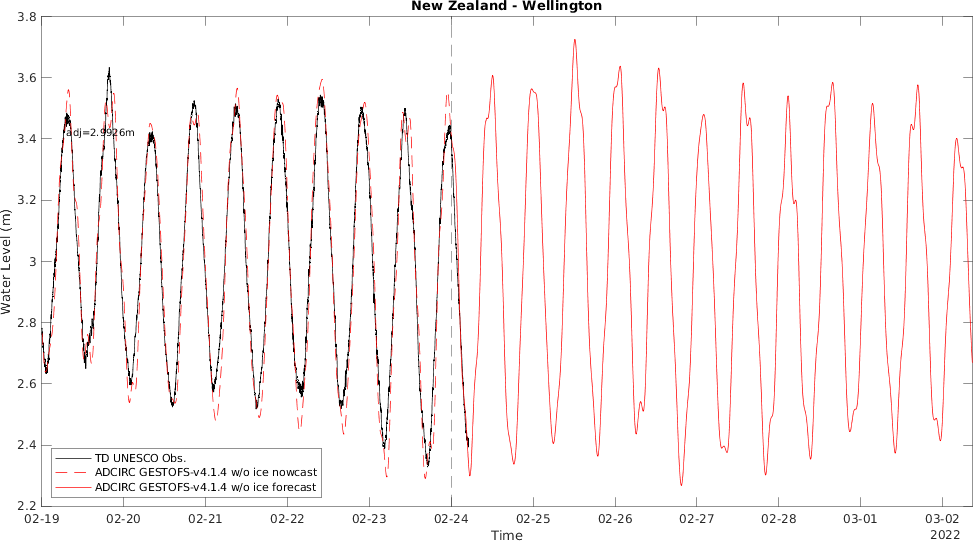 New Zealand - Wellington
3.8
3.6
3.4
3.2
3
2.8
2.6
2.4
2.2
Water Level (m)
adj=2.9926m
TD UNESCO Obs.
ADCIRC GESTOFS-v4.1.4 w/o ice nowcast
ADCIRC GESTOFS-v4.1.4 w/o ice forecast
02-19 02-20 02-21 02-22 02-23 02-24 02-25 02-26 02-27 02-28 03-01 03-02
Time 2022